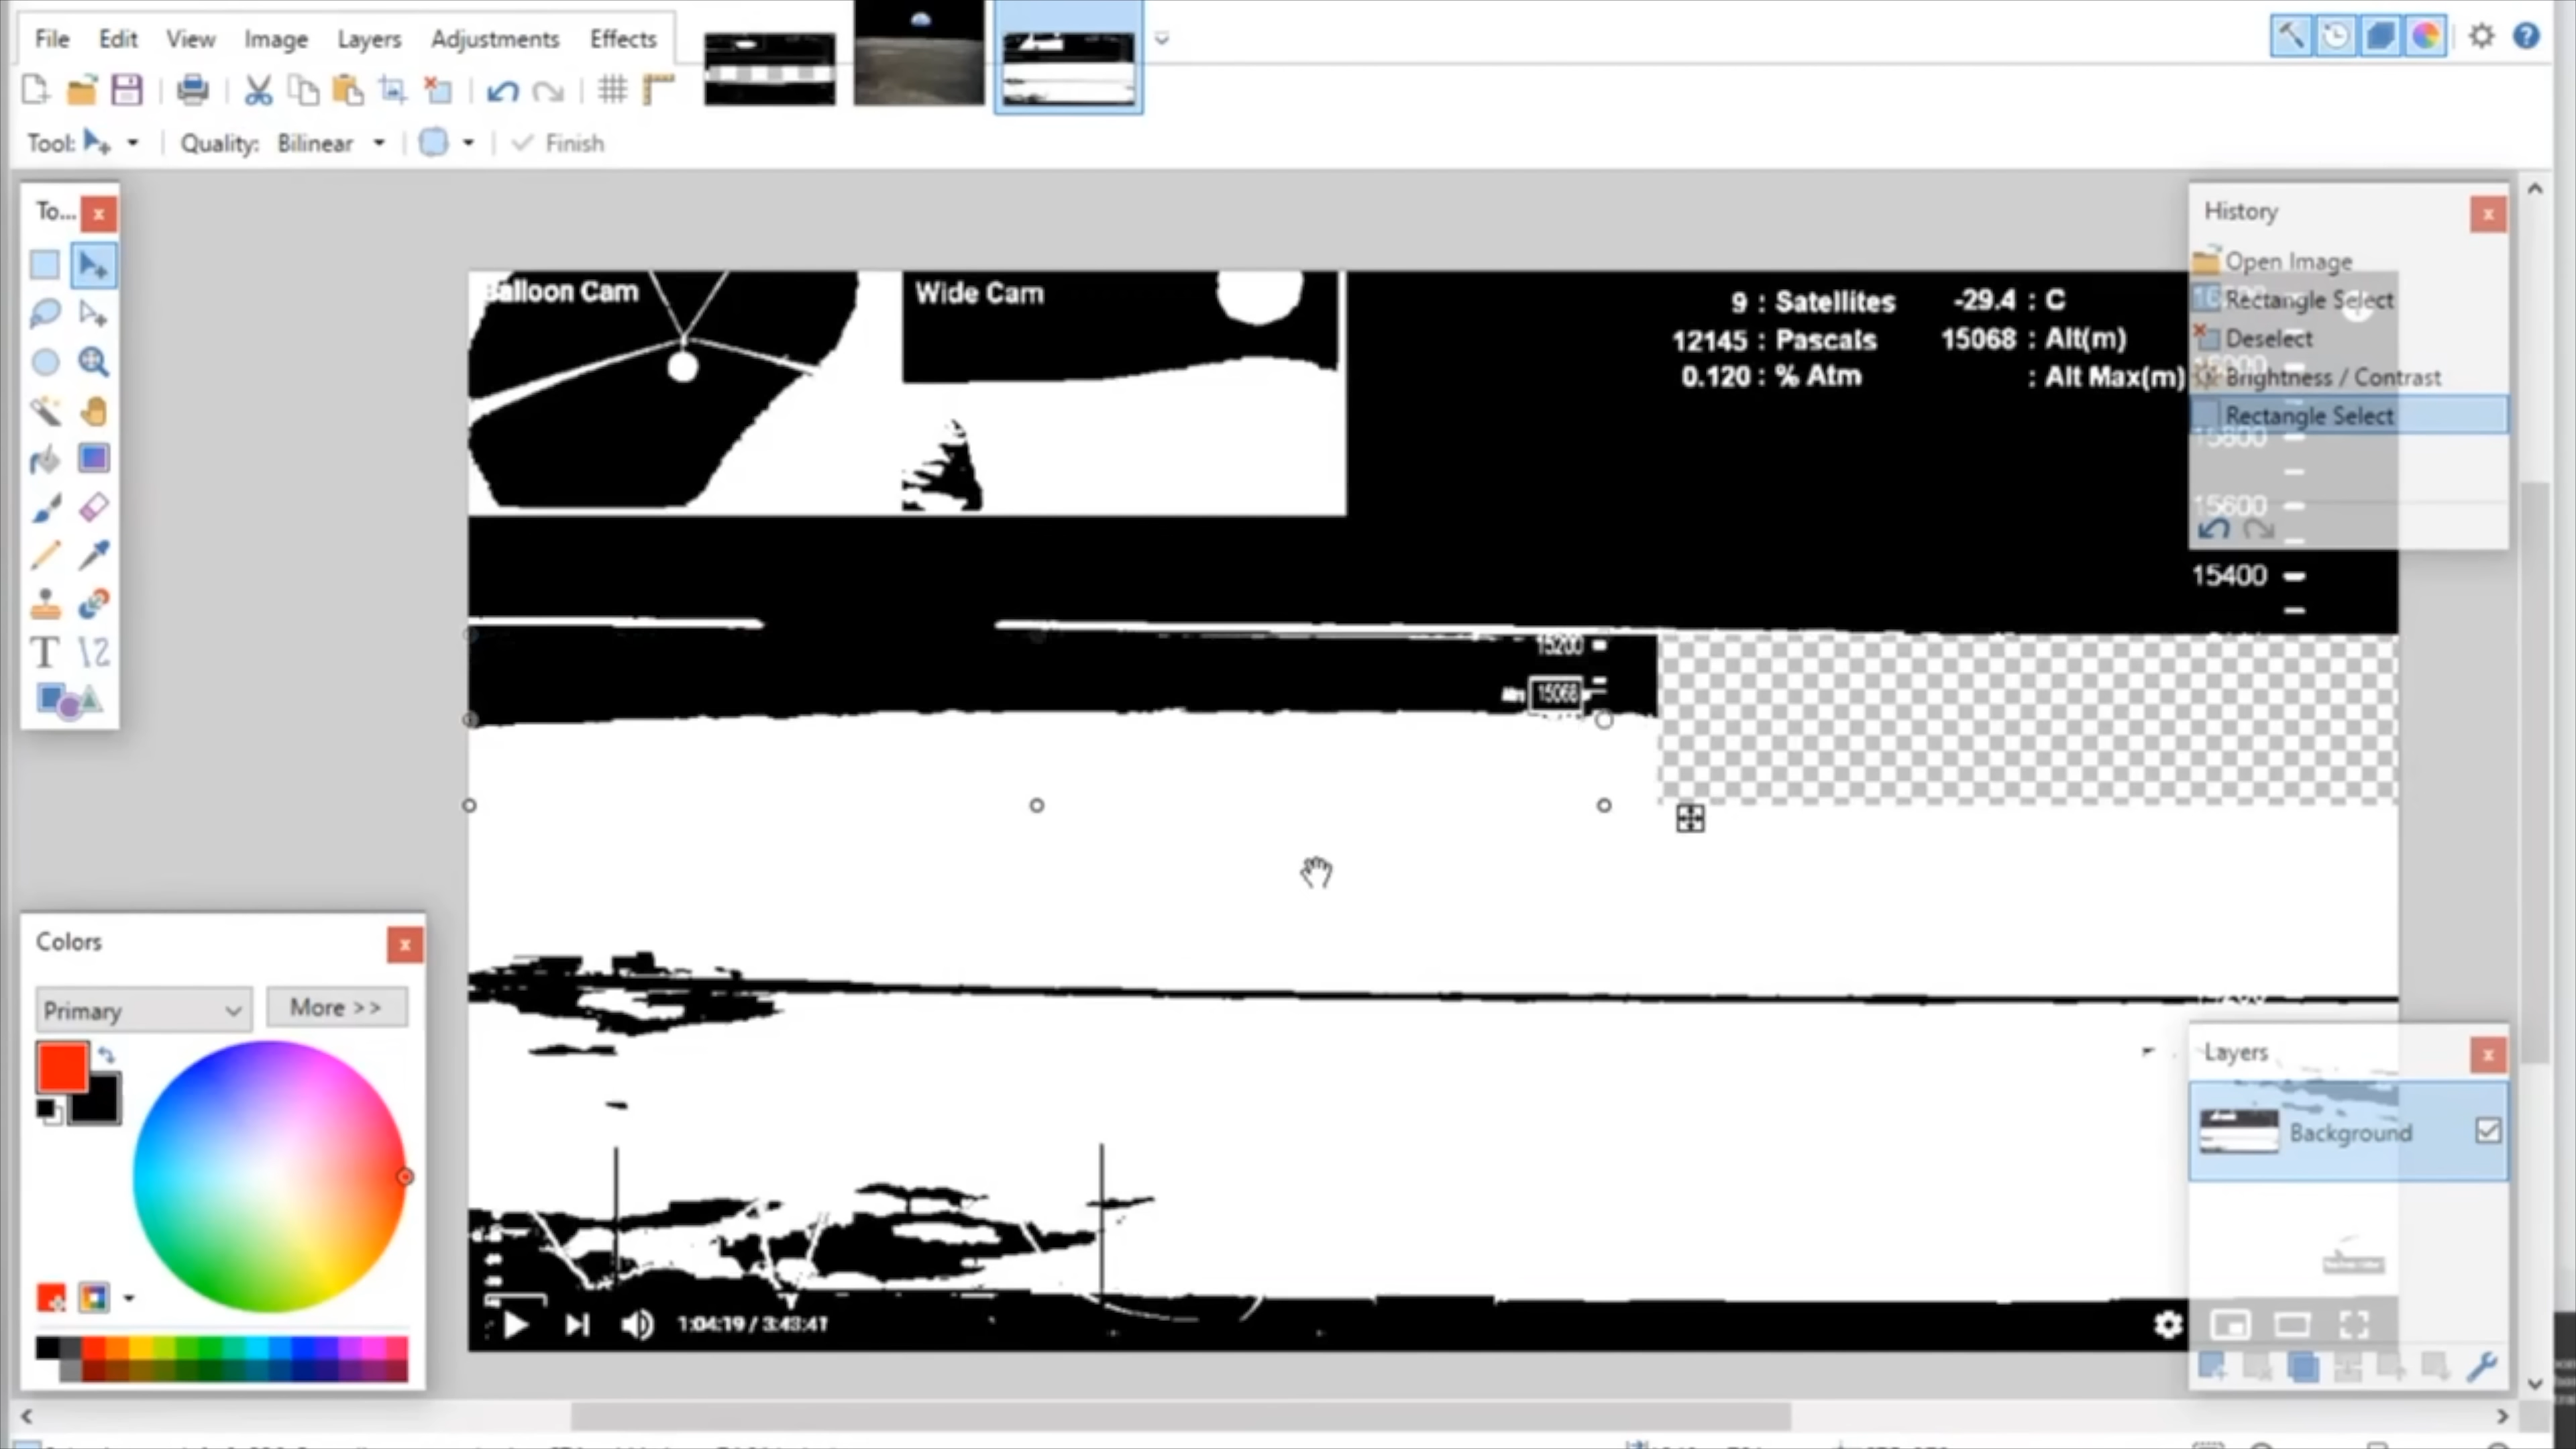 File Edit View Image Layers Adjustments Effects
Tool: Quality: Bilinear Finish
To...
History
Open Image
Rectangle Select
Deselect
Brightness / Contrast
Rectangle Select
Balloon Cam
Wide Cam
9 : Satellites -29.4 : C
12145 : Pascals 15068 : Alt(m)
0.120 : % Atm : Alt Max(m)
15800
15600
15400
15200
15068
Colors
Primary More >>
Layers
Background
1:04:19 / 3:43:41